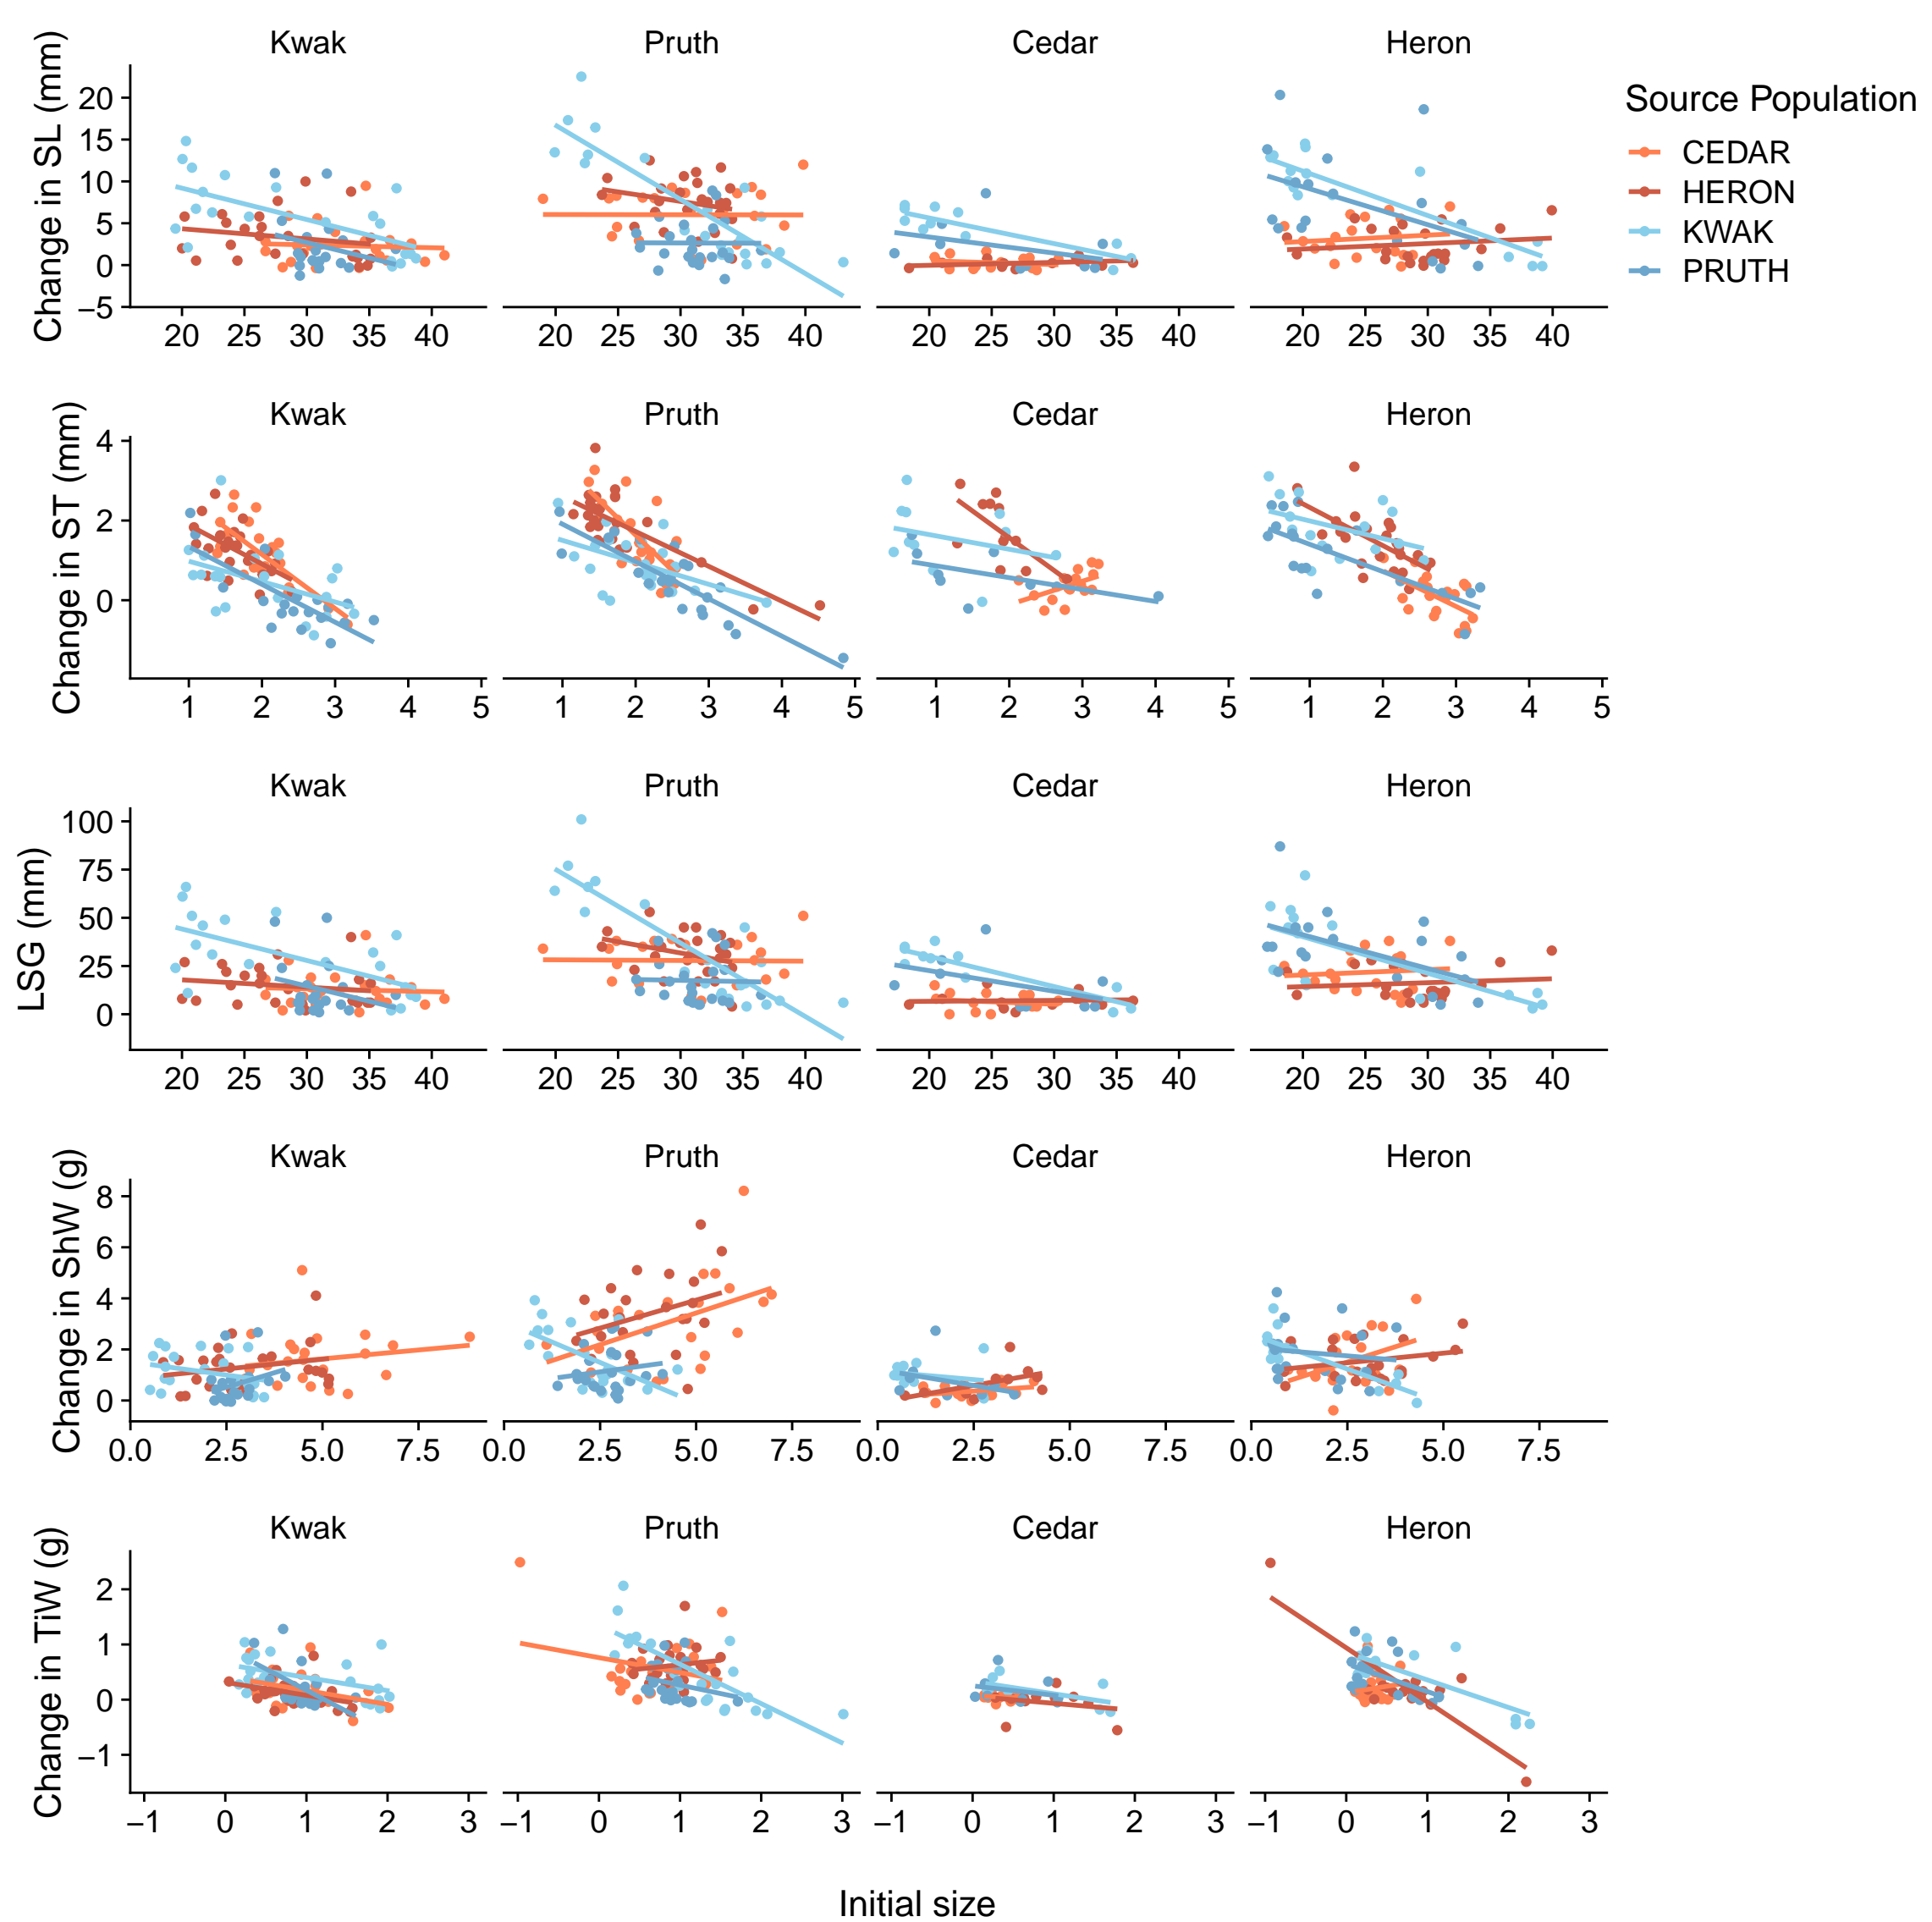 Kwak Pruth Cedar Heron
Change in SL (mm)
20
15
10
5
0
−5
20 25 30 35 40 20 25 30 35 40 20 25 30 35 40 20 25 30 35 40
Source Population
CEDAR
HERON
KWAK
PRUTH
Kwak Pruth Cedar Heron
Change in ST (mm)
4
2
0
1 2 3 4 5 1 2 3 4 5 1 2 3 4 5 1 2 3 4 5
Kwak Pruth Cedar Heron
LSG (mm)
100
75
50
25
0
20 25 30 35 40 20 25 30 35 40 20 25 30 35 40 20 25 30 35 40
Kwak Pruth Cedar Heron
Change in ShW (g)
8
6
4
2
0
0.0 2.5 5.0 7.5 0.0 2.5 5.0 7.5 0.0 2.5 5.0 7.5 0.0 2.5 5.0 7.5
Kwak Pruth Cedar Heron
Change in TiW (g)
2
1
0
−1
−1 0 1 2 3 −1 0 1 2 3 −1 0 1 2 3 −1 0 1 2 3
Initial size